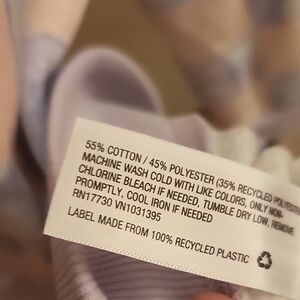 55% COTTON / 45% POLYESTER (35% RECYCLED POLYESTER
MACHINE WASH COLD WITH LIKE COLORS, ONLY NON-
CHLORINE BLEACH IF NEEDED, TUMBLE DRY LOW, REMOVE
PROMPTLY, COOL IRON IF NEEDED
RN17730 VN1031395
LABEL MADE FROM 100% RECYCLED PLASTIC